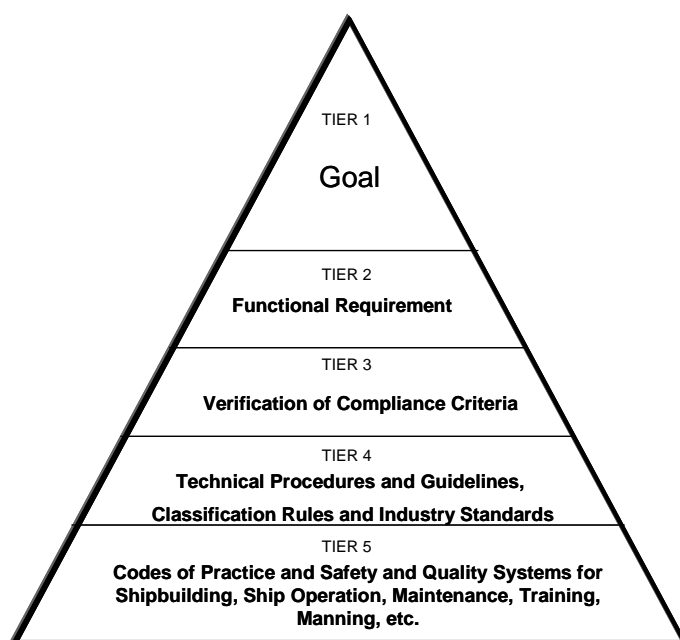 TIER 1
Goal
TIER 2
Functional Requirement
TIER 3
Verification of Compliance Criteria
TIER 4
Technical Procedures and Guidelines,
Classification Rules and Industry Standards
TIER 5
Codes of Practice and Safety and Quality Systems for
Shipbuilding, Ship Operation, Maintenance, Training,
Manning, etc.